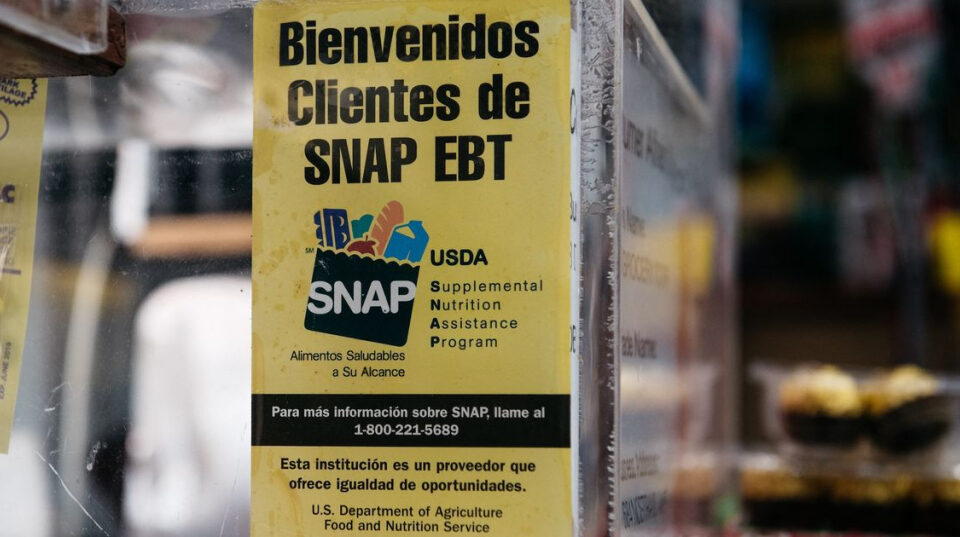 Bienvenidos
Clientes de
SNAP EBT
SM
SNAP
USDA
Supplemental
Nutrition
Assistance
Program
Alimentos Saludables
a Su Alcance
Para más información sobre SNAP, llame al
1-800-221-5689
Esta institución es un proveedor que
ofrece igualdad de oportunidades.
U.S. Department of Agriculture
Food and Nutrition Service